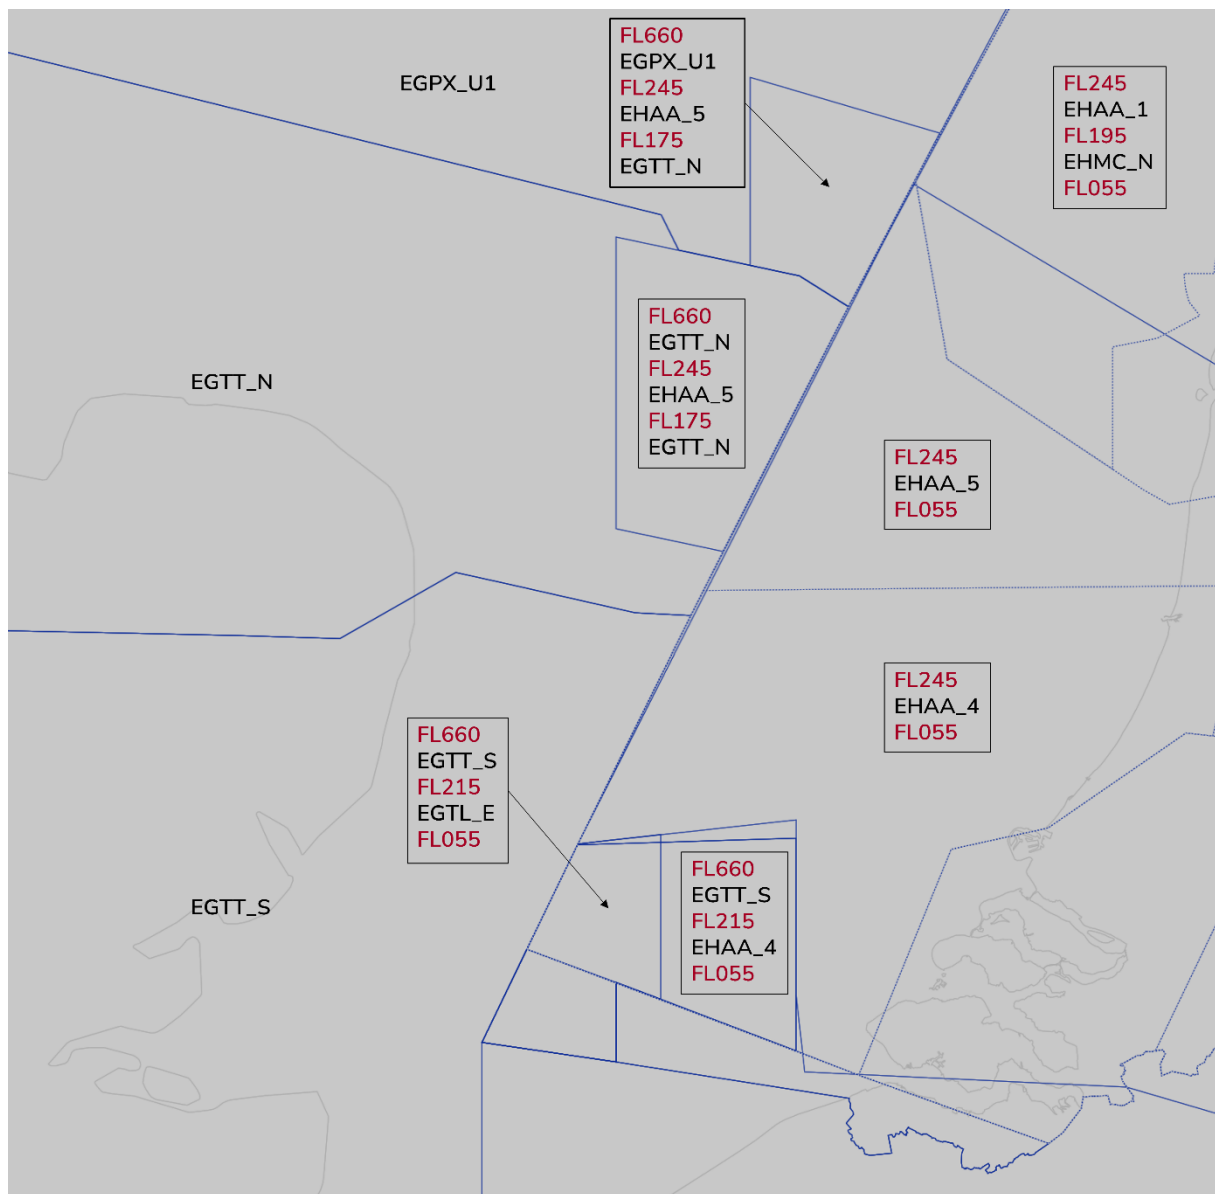 FL660
EGPX_U1
FL245
EHAA_5
FL175
EGTT_N
EGPX_U1
FL245
EHAA_1
FL195
EHMC_N
FL055
FL660
EGTT_N
FL245
EHAA_5
FL175
EGTT_N
EGTT_N
FL245
EHAA_5
FL055
FL245
EHAA_4
FL055
FL660
EGTT_S
FL215
EGTL_E
FL055
FL660
EGTT_S
FL215
EHAA_4
FL055
EGTT_S